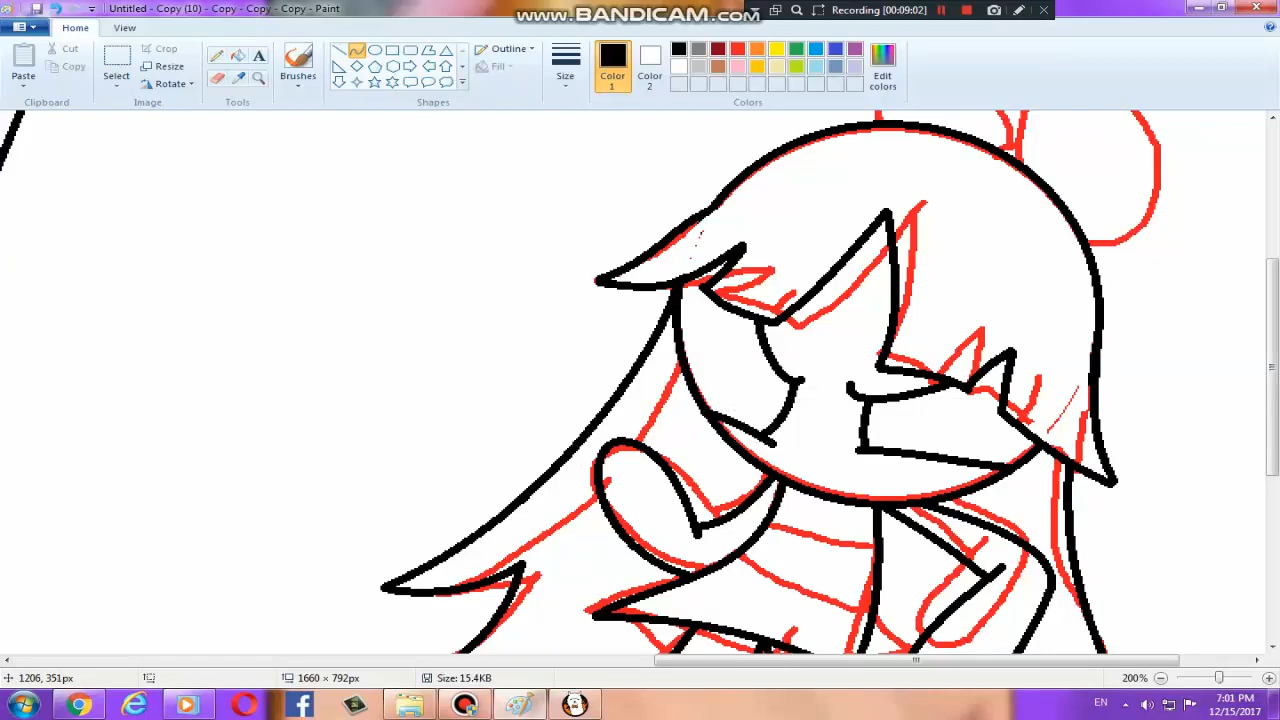 Untitled - Copy (10) - Copy - Copy - Copy - Paint
www.BANDICAM.com
Recording [00:09:02]
Home
View
Paste
Cut
Copy
Clipboard
Select
Crop
Resize
Rotate
Image
A
Tools
Brushes
Outline
Fill
Shapes
Size
Color 1
Color 2
Edit colors
Colors
1206, 351px
1660 × 792px
Size: 15.4KB
200%
EN
7:01 PM
12/15/2017